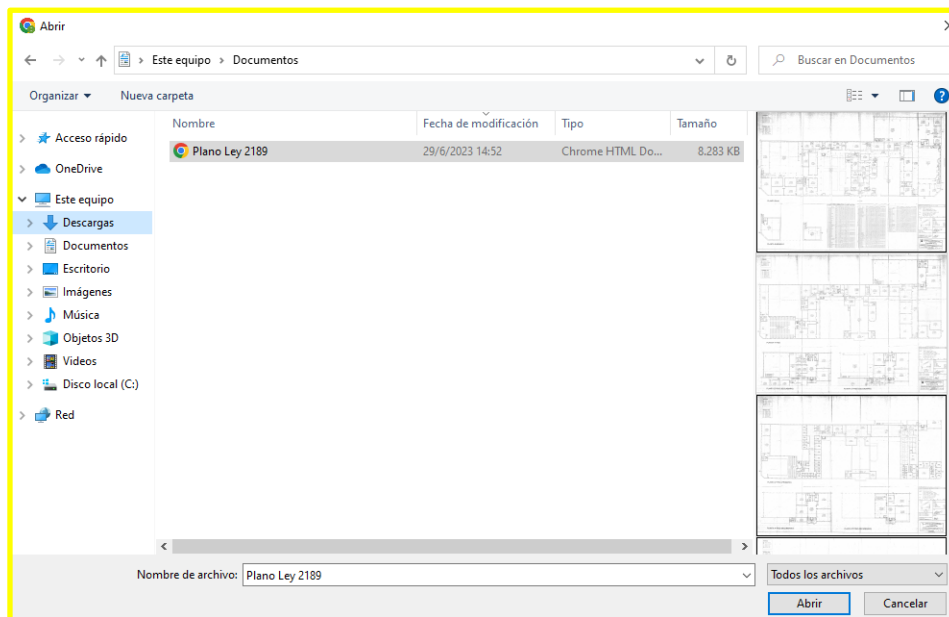 Abrir
Este equipo › Documentos
Buscar en Documentos
Organizar
Nueva carpeta
?
Nombre
Fecha de modificación
Tipo
Tamaño
Acceso rápido
OneDrive
Este equipo
Descargas
Documentos
Escritorio
Imágenes
Música
Objetos 3D
Videos
Disco local (C:)
Red
Plano Ley 2189
29/6/2023 14:52
Chrome HTML Do...
8.283 KB
Nombre de archivo:
Plano Ley 2189
Todos los archivos
Abrir
Cancelar